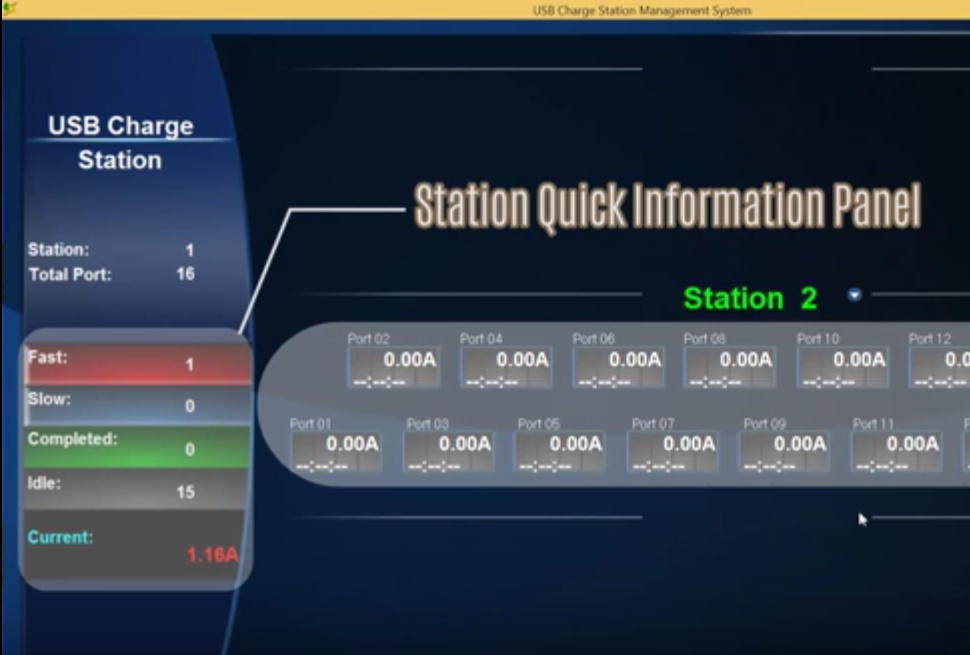 USB Charge Station Management System
USB Charge
Station
Station Quick Information Panel
Station: 1
Total Port: 16
Station 2
Fast: 1
Slow: 0
Completed: 0
Idle: 15
Current:
1.16A
Port 02 Port 04 Port 06 Port 08 Port 10 Port 12
0.00A 0.00A 0.00A 0.00A 0.00A
--:--:-- --:--:-- --:--:-- --:--:-- --:--:--
Port 01 Port 03 Port 05 Port 07 Port 09 Port 11
0.00A 0.00A 0.00A 0.00A 0.00A 0.00A
--:--:-- --:--:-- --:--:-- --:--:-- --:--:-- --:--:--